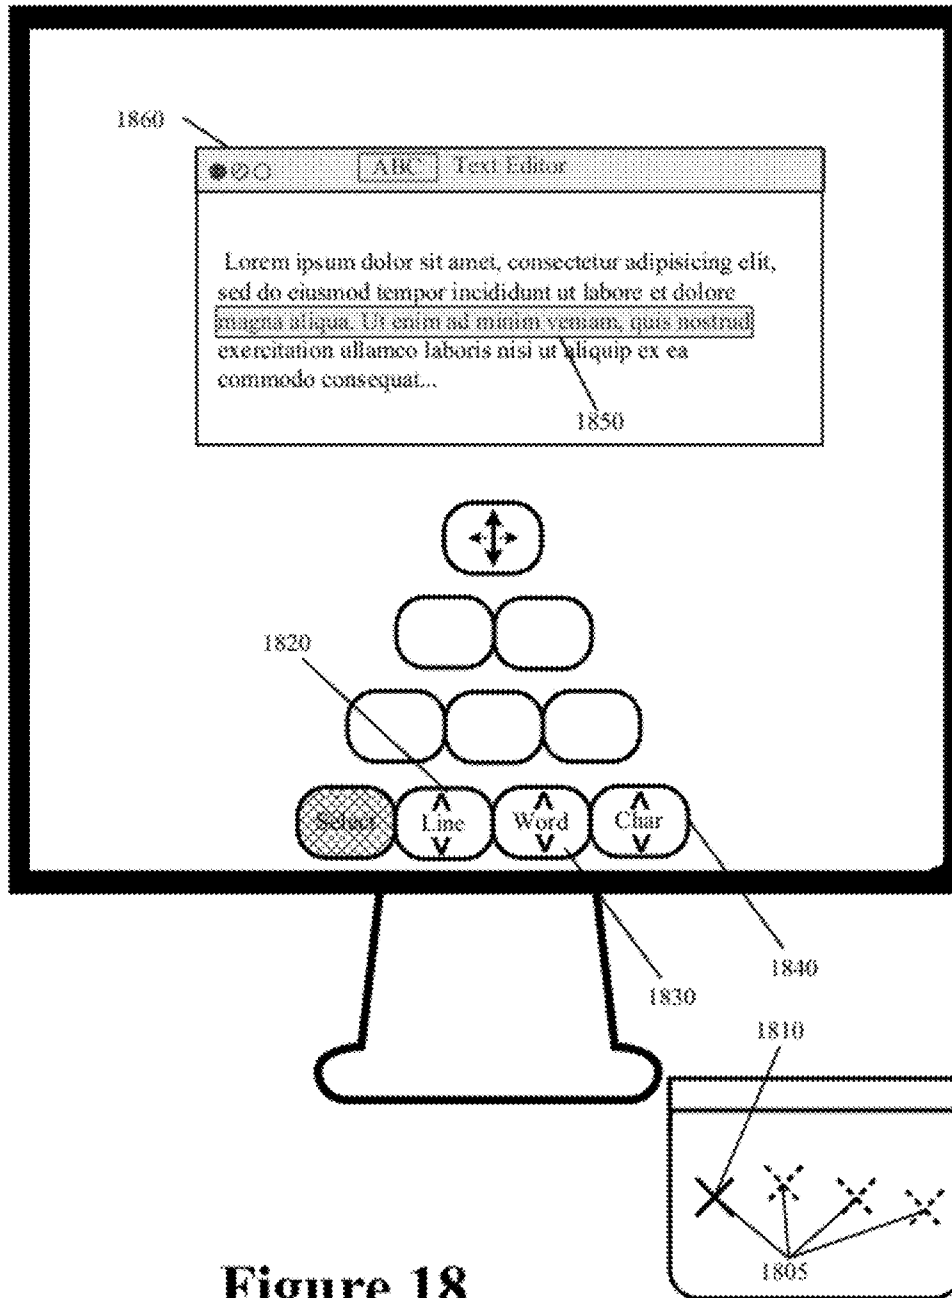 1860
AIRC Text Editor
Lorem ipsum dolor sit amet, consectetur adipisicing elit,
sed do eiusmod tempor incididunt ut labore et dolore
magna aliqua. Ut enim ad minim veniam, quis nostrud
exercitation ullamco laboris nisi ut aliquip ex ea
commodo consequat...
1850
1820
Select Line Word Char
1840
1830
1810
1805
Figure 18